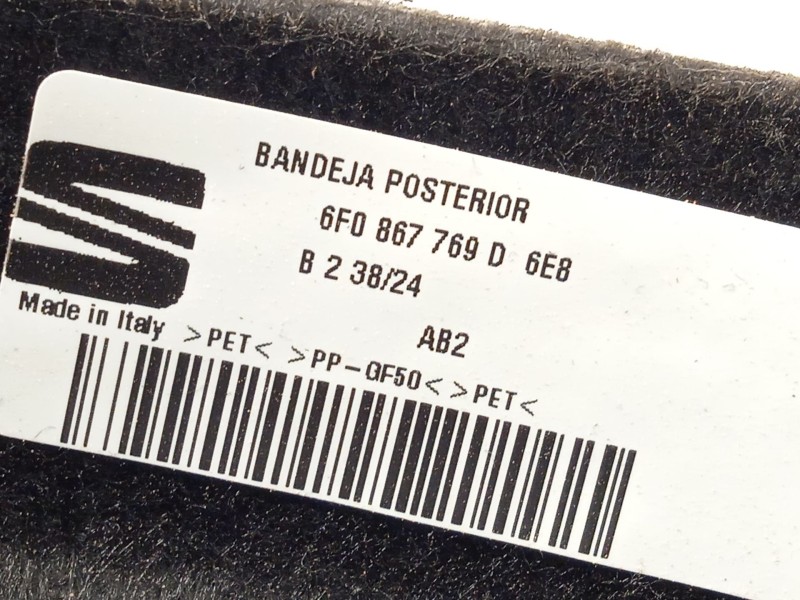 BANDEJA POSTERIOR
6F0 867 769 D 6E8
B 2 38/24
AB2
Made in Italy >PET< >PP-GF50< >PET<